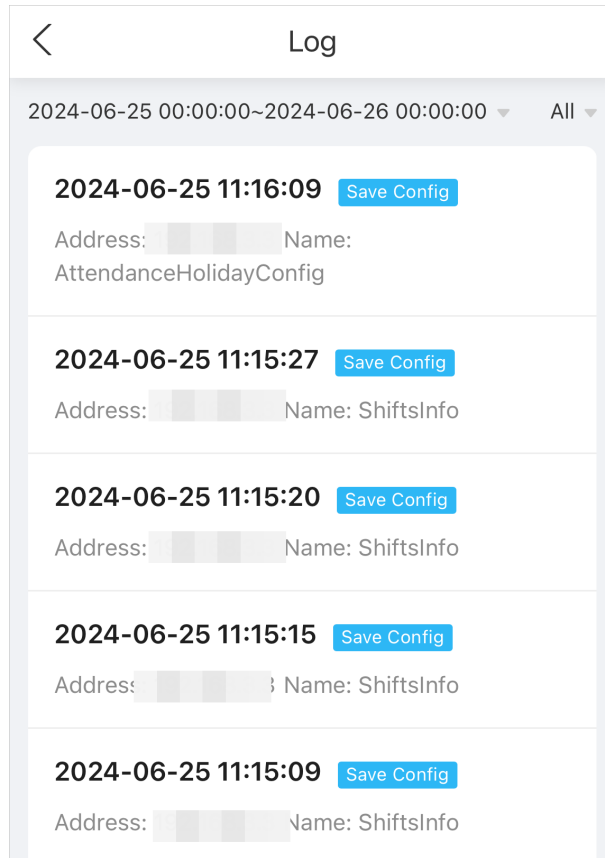 Log
2024-06-25 00:00:00~2024-06-26 00:00:00 All
2024-06-25 11:16:09 Save Config
Address: Name:
AttendanceHolidayConfig
2024-06-25 11:15:27 Save Config
Address: Name: ShiftsInfo
2024-06-25 11:15:20 Save Config
Address: Name: ShiftsInfo
2024-06-25 11:15:15 Save Config
Address Name: ShiftsInfo
2024-06-25 11:15:09 Save Config
Address: Name: ShiftsInfo